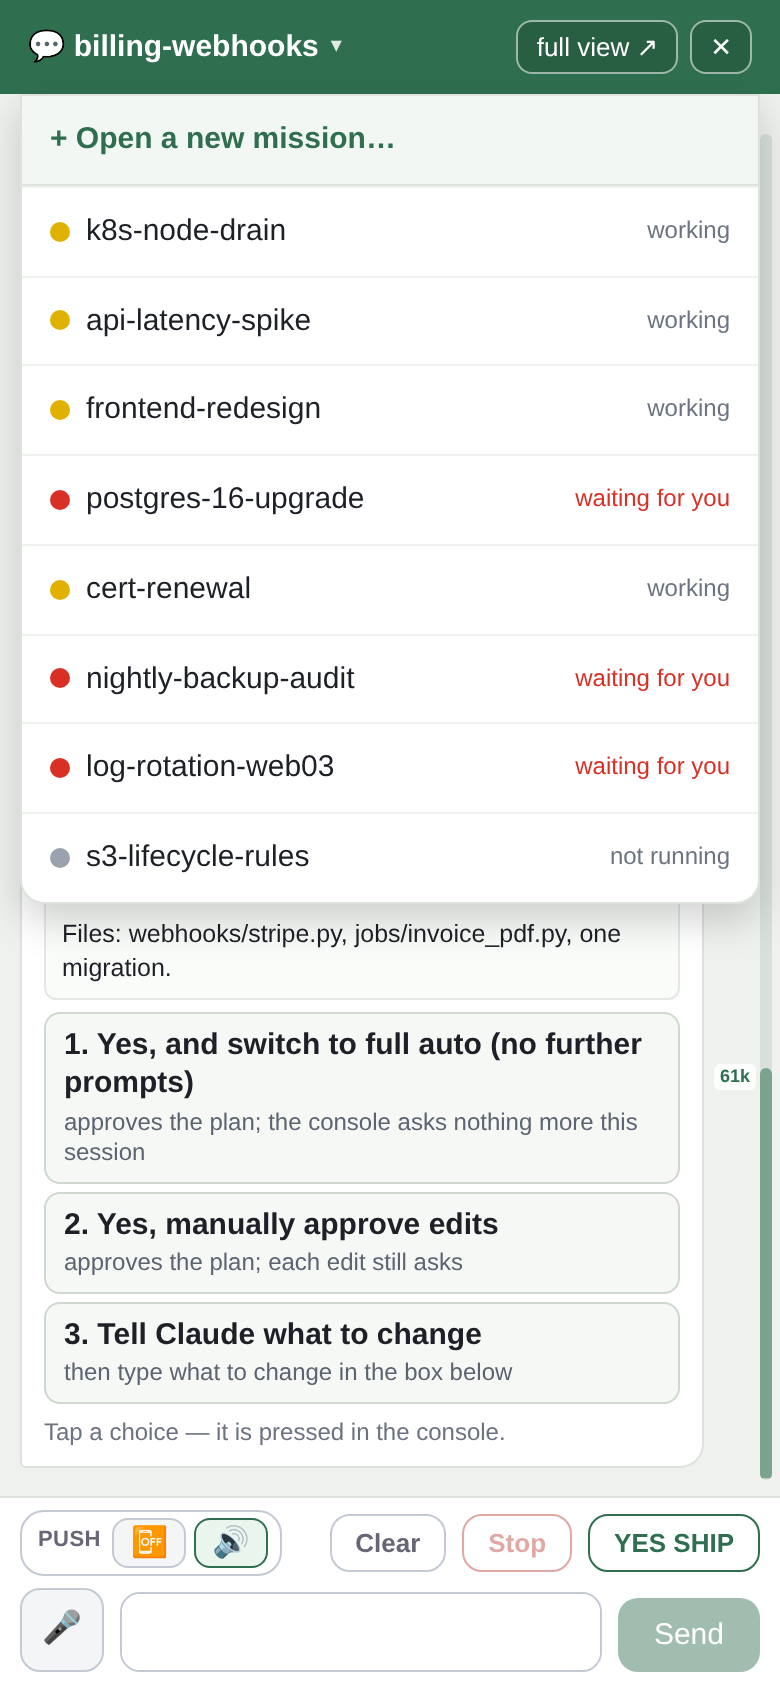 💬 billing-webhooks ▾
full view ↗
✕
+ Open a new mission…
k8s-node-drain working
api-latency-spike working
frontend-redesign working
postgres-16-upgrade waiting for you
cert-renewal working
nightly-backup-audit waiting for you
log-rotation-web03 waiting for you
s3-lifecycle-rules not running
Files: webhooks/stripe.py, jobs/invoice_pdf.py, one
migration.
1. Yes, and switch to full auto (no further
prompts)
approves the plan; the console asks nothing more this
session
61k
2. Yes, manually approve edits
approves the plan; each edit still asks
3. Tell Claude what to change
then type what to change in the box below
Tap a choice — it is pressed in the console.
PUSH 📴 🔊 Clear Stop YES SHIP
🎤 Send